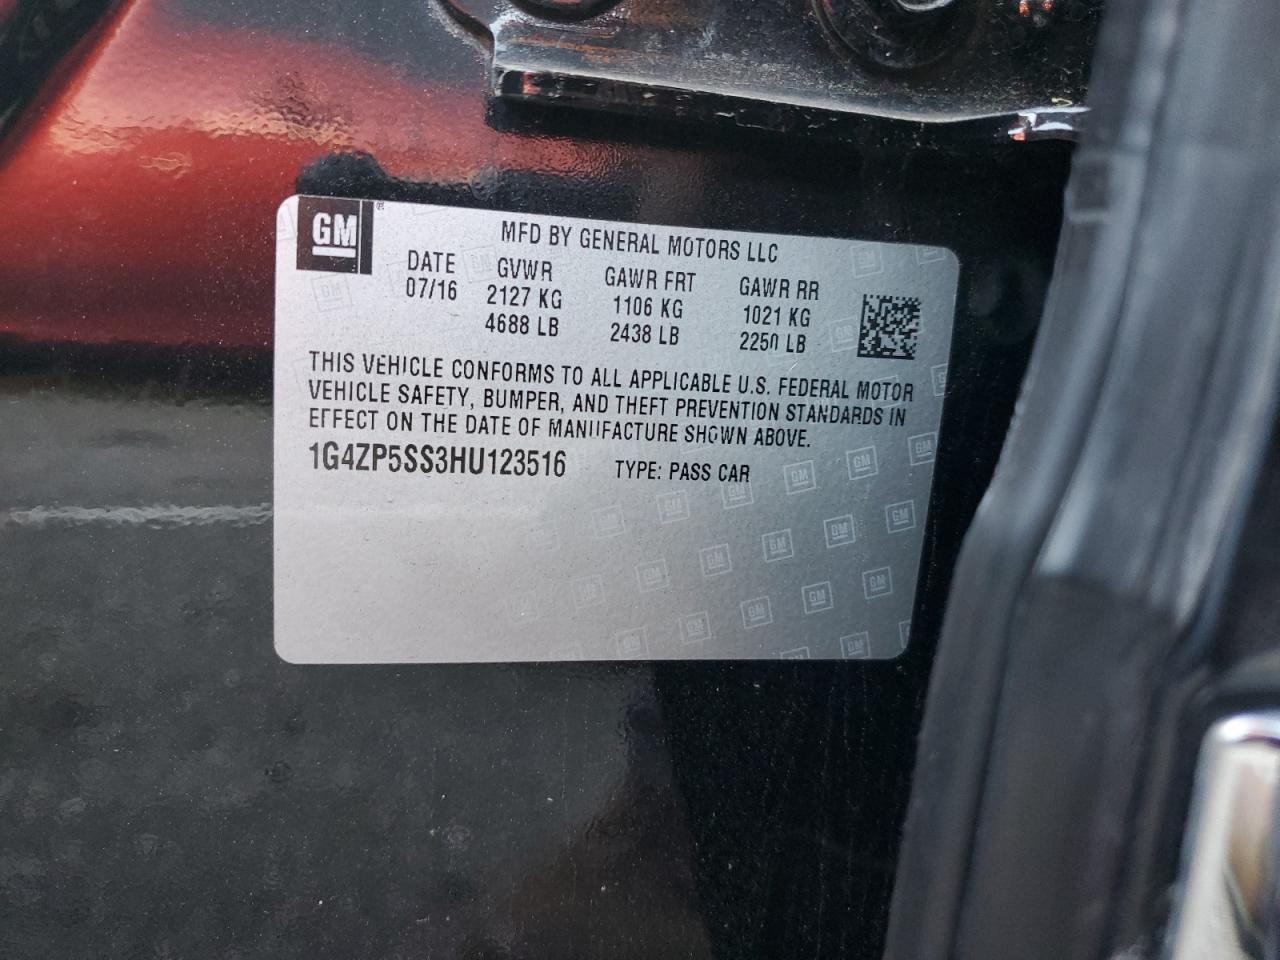 GM ®
MFD BY GENERAL MOTORS LLC
DATE GVWR GAWR FRT GAWR RR
07/16 2127 KG 1106 KG 1021 KG
4688 LB 2438 LB 2250 LB
THIS VEHICLE CONFORMS TO ALL APPLICABLE U.S. FEDERAL MOTOR
VEHICLE SAFETY, BUMPER, AND THEFT PREVENTION STANDARDS IN
EFFECT ON THE DATE OF MANUFACTURE SHOWN ABOVE.
1G4ZP5SS3HU123516 TYPE: PASS CAR